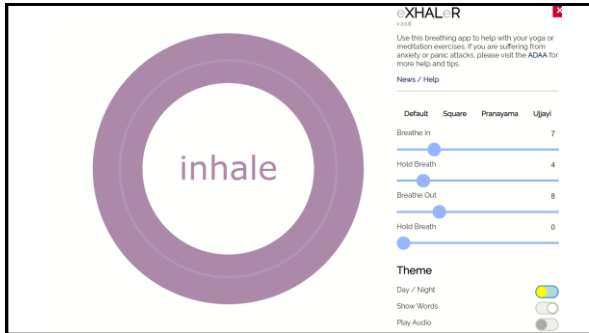 eXHALeR
v 2.0.6
Use this breathing app to help with your yoga or
meditation exercises. If you are suffering from
anxiety or panic attacks, please visit the ADAA for
more help and tips.
News / Help
Default Square Pranayama Ujjayi
Breathe In 7
inhale
Hold Breath 4
Breathe Out 8
Hold Breath 0
Theme
Day / Night
Show Words
Play Audio